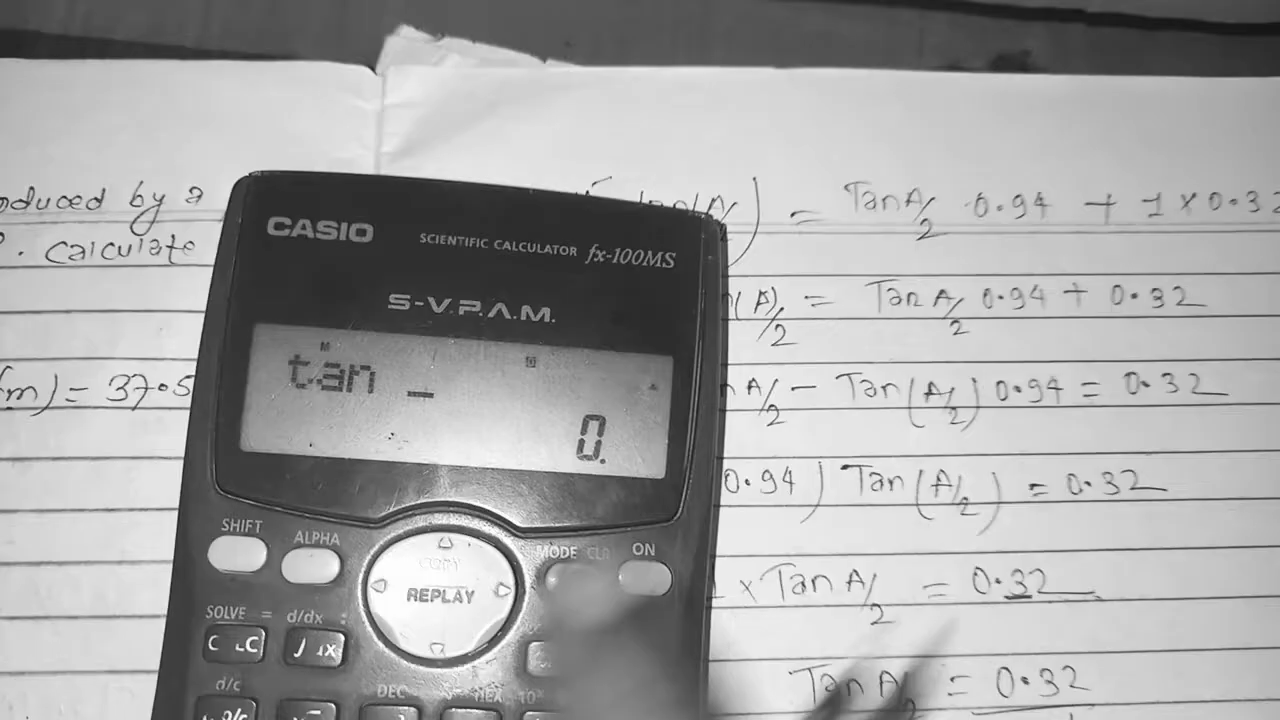 by a
. calculate
(m) = 37.5
) = Tan A/2 0.94 + 1 x 0.32
(A)/2 = Tan A/2 0.94 + 0.32
A/2 - Tan (A/2) 0.94 = 0.32
0.94) Tan (A/2) = 0.32
x Tan A/2 = 0.32
Tan A/2 = 0.32
CASIO
SCIENTIFIC CALCULATOR fx-100MS
S-V.P.A.M.
M D
tan _
0.
SHIFT ALPHA COPY MODE CLR ON
REPLAY
SOLVE = d/dx :
d/c DEC HEX 10ˣ